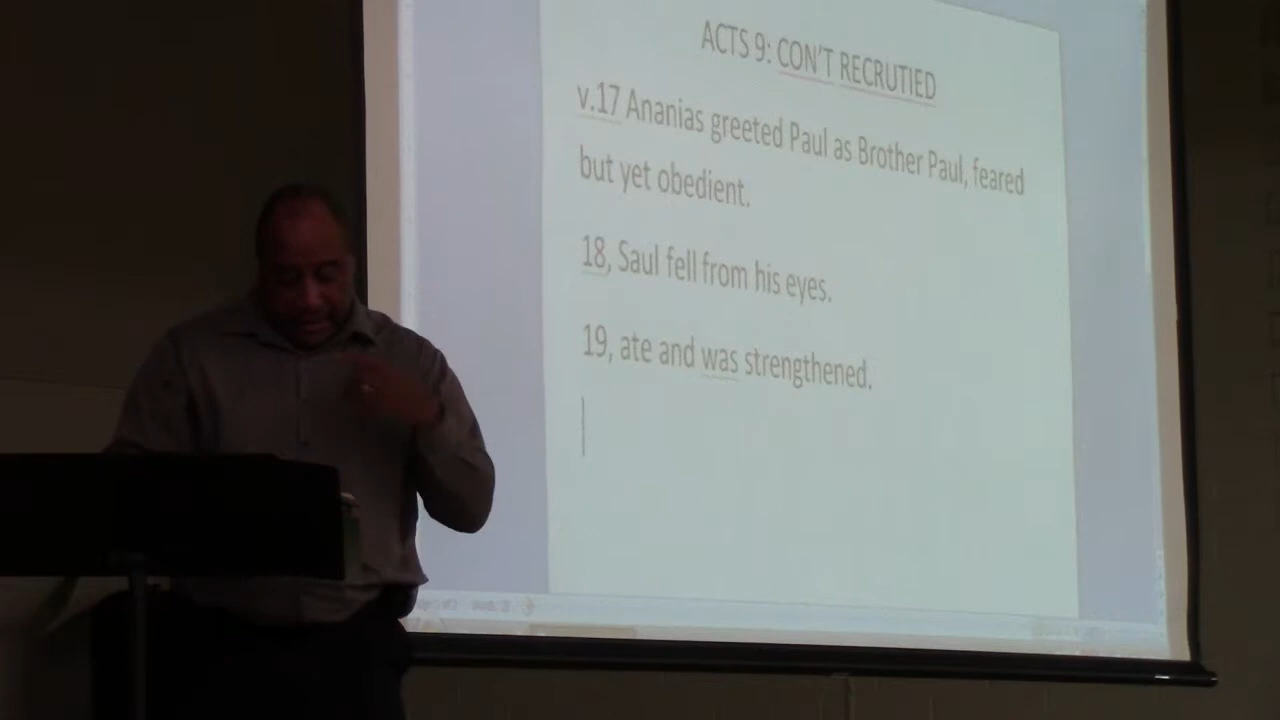 ACTS 9: CON'T RECRUTIED
v.17 Ananias greeted Paul as Brother Paul, feared
but yet obedient.
18, Saul fell from his eyes.
19, ate and was strengthened.